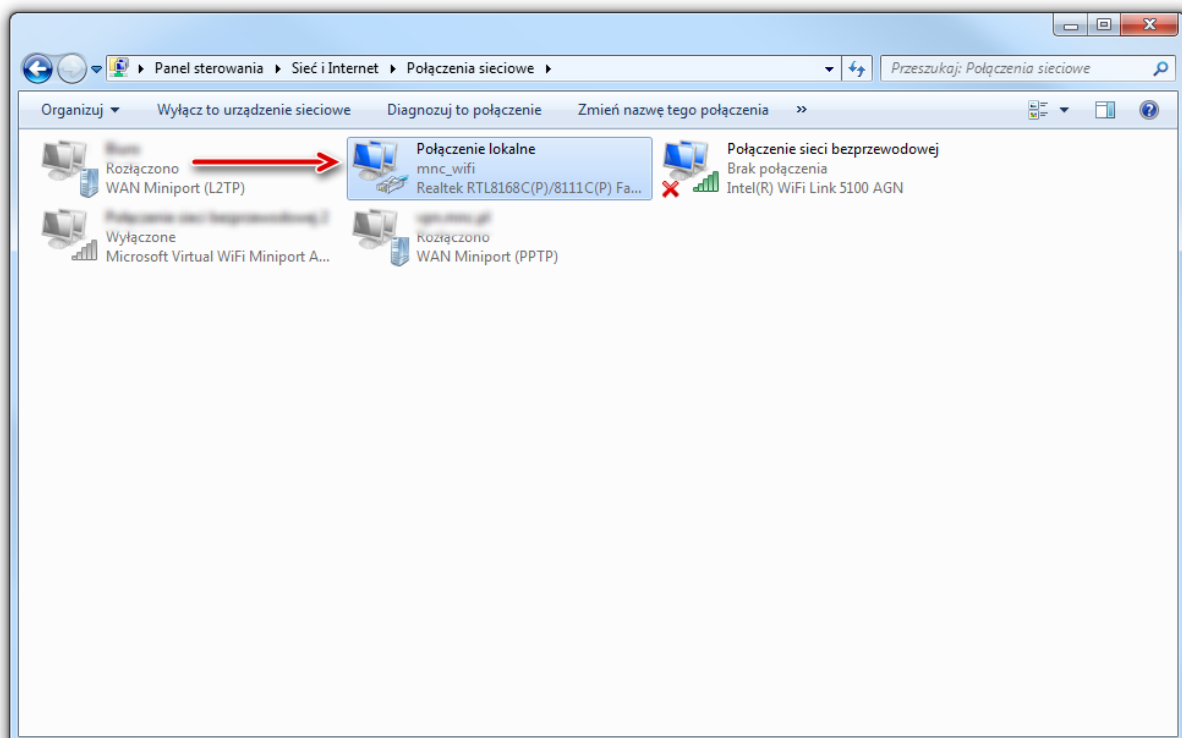 Panel sterowania Sieć i Internet Połączenia sieciowe
Przeszukaj: Połączenia sieciowe
Organizuj Wyłącz to urządzenie sieciowe Diagnozuj to połączenie Zmień nazwę tego połączenia »
Rozłączono
WAN Miniport (L2TP)
Połączenie lokalne
mnc_wifi
Realtek RTL8168C(P)/8111C(P) Fa...
Połączenie sieci bezprzewodowej
Brak połączenia
Intel(R) WiFi Link 5100 AGN
Wyłączone
Microsoft Virtual WiFi Miniport A...
Rozłączono
WAN Miniport (PPTP)